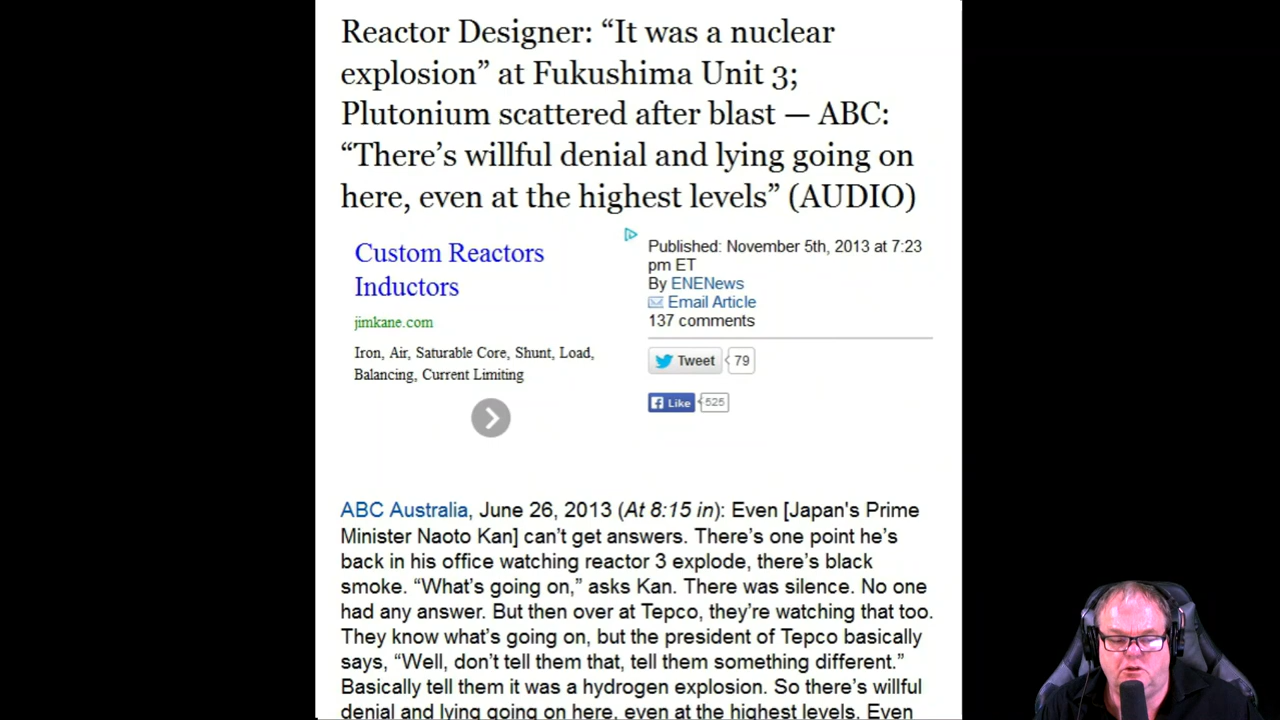 Reactor Designer: “It was a nuclear
explosion” at Fukushima Unit 3;
Plutonium scattered after blast — ABC:
“There’s willful denial and lying going on
here, even at the highest levels” (AUDIO)
Custom Reactors
Inductors
jimkane.com
Iron, Air, Saturable Core, Shunt, Load,
Balancing, Current Limiting
Published: November 5th, 2013 at 7:23
pm ET
By ENENews
Email Article
137 comments
Tweet 79
Like 525
ABC Australia, June 26, 2013 (At 8:15 in): Even [Japan's Prime
Minister Naoto Kan] can’t get answers. There’s one point he’s
back in his office watching reactor 3 explode, there’s black
smoke. “What’s going on,” asks Kan. There was silence. No one
had any answer. But then over at Tepco, they’re watching that too.
They know what’s going on, but the president of Tepco basically
says, “Well, don’t tell them that, tell them something different.”
Basically tell them it was a hydrogen explosion. So there’s willful
denial and lying going on here, even at the highest levels. Even